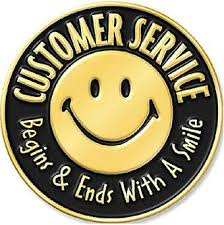 CUSTOMER SERVICE
Begins & Ends With A Smile